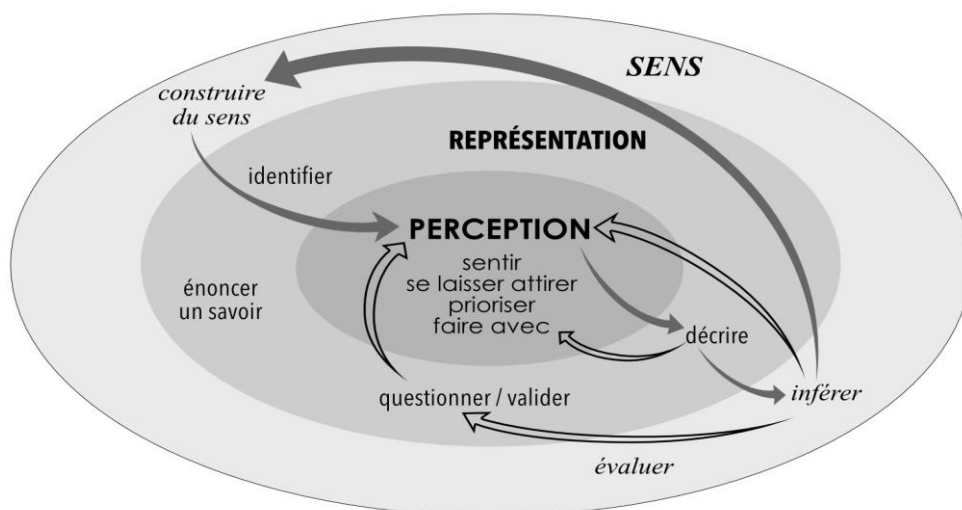 SENS
construire
du sens
REPRÉSENTATION
identifier
PERCEPTION
sentir
se laisser attirer
prioriser
faire avec
énoncer
un savoir
décrire
questionner / valider
inférer
évaluer